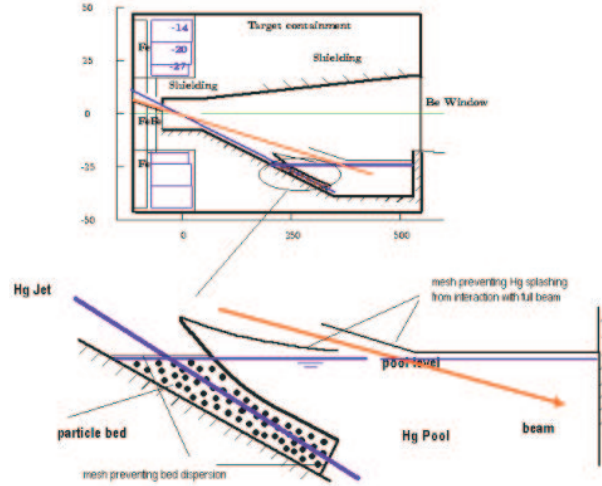 50
25
0
-25
-50
-14
-20
-27
Fe
Target containment
Shielding
Shielding
Be Window
FeFe
Fe
0
250
500
Hg Jet
mesh preventing Hg splashing
from interaction with full beam
pool level
particle bed
Hg Pool
beam
mesh preventing bed dispersion